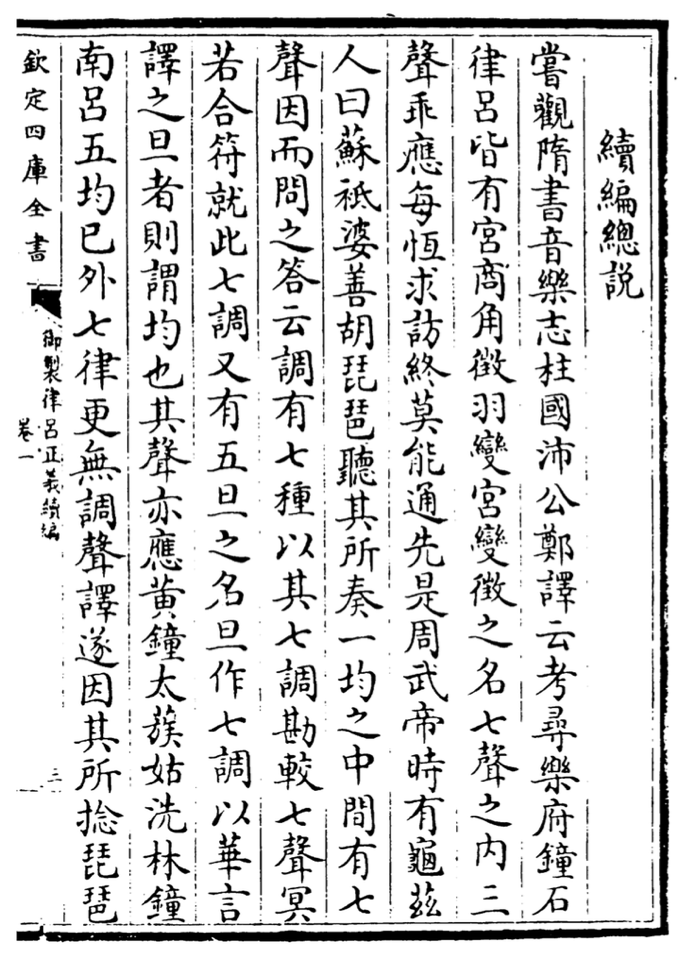 續編總説
嘗觀隋書音樂志柱國沛公鄭譯云考尋樂府鐘石
律呂皆有宮商角徵羽變宮變徵之名七聲之内三
聲乖應每恆求訪終莫能通先是周武帝時有龜茲
人曰蘇祇婆善胡琵琶聽其所奏一均之中間有七
聲因而問之答云調有七種以其七調勘較七聲冥
若合符就此七調又有五旦之名旦作七調以華言
譯之旦者則謂均也其聲亦應黄鐘太蔟姑洗林鐘
南呂五均已外七律更無調聲譯遂因其所捻琵琶
欽定四庫全書
御製律呂正義續編
卷一
三